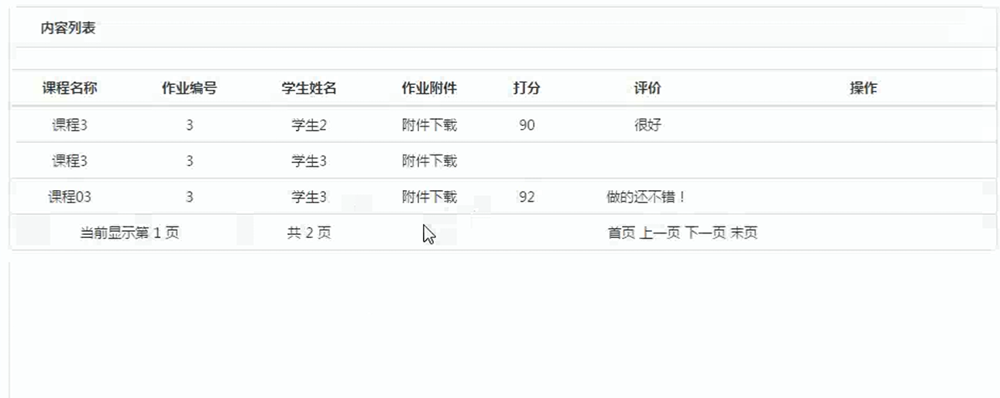 内容列表
课程名称 作业编号 学生姓名 作业附件 打分 评价 操作
课程3 3 学生2 附件下载 90 很好
课程3 3 学生3 附件下载
课程03 3 学生3 附件下载 92 做的还不错！
当前显示第 1 页 共 2 页 首页 上一页 下一页 末页